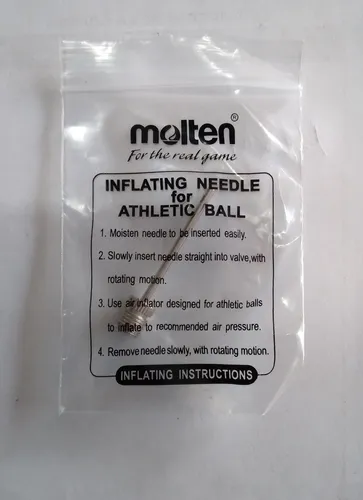 molten®
For the real game
INFLATING NEEDLE
for
ATHLETIC BALL
1. Moisten needle to be inserted easily.
2. Slowly insert needle straight into valve,with
rotating motion.
3. Use air inflator designed for athletic balls
to inflate to recommended air pressure.
4. Remove needle slowly, with rotating motion.
INFLATING INSTRUCTIONS